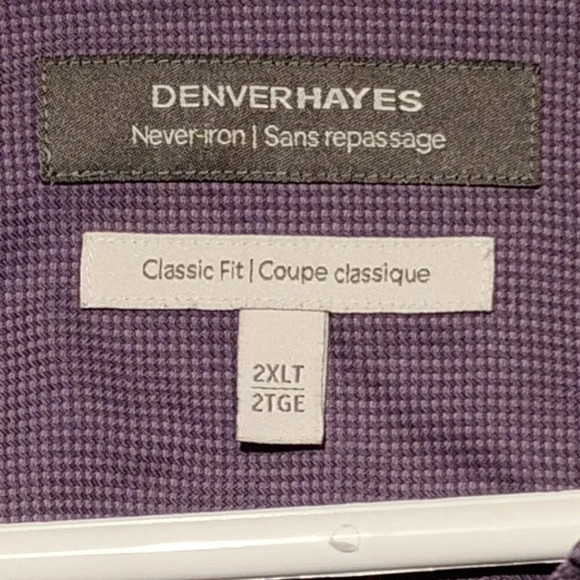 DENVERHAYES
Never-iron | Sans repassage
Classic Fit | Coupe classique
2XLT
2TGE